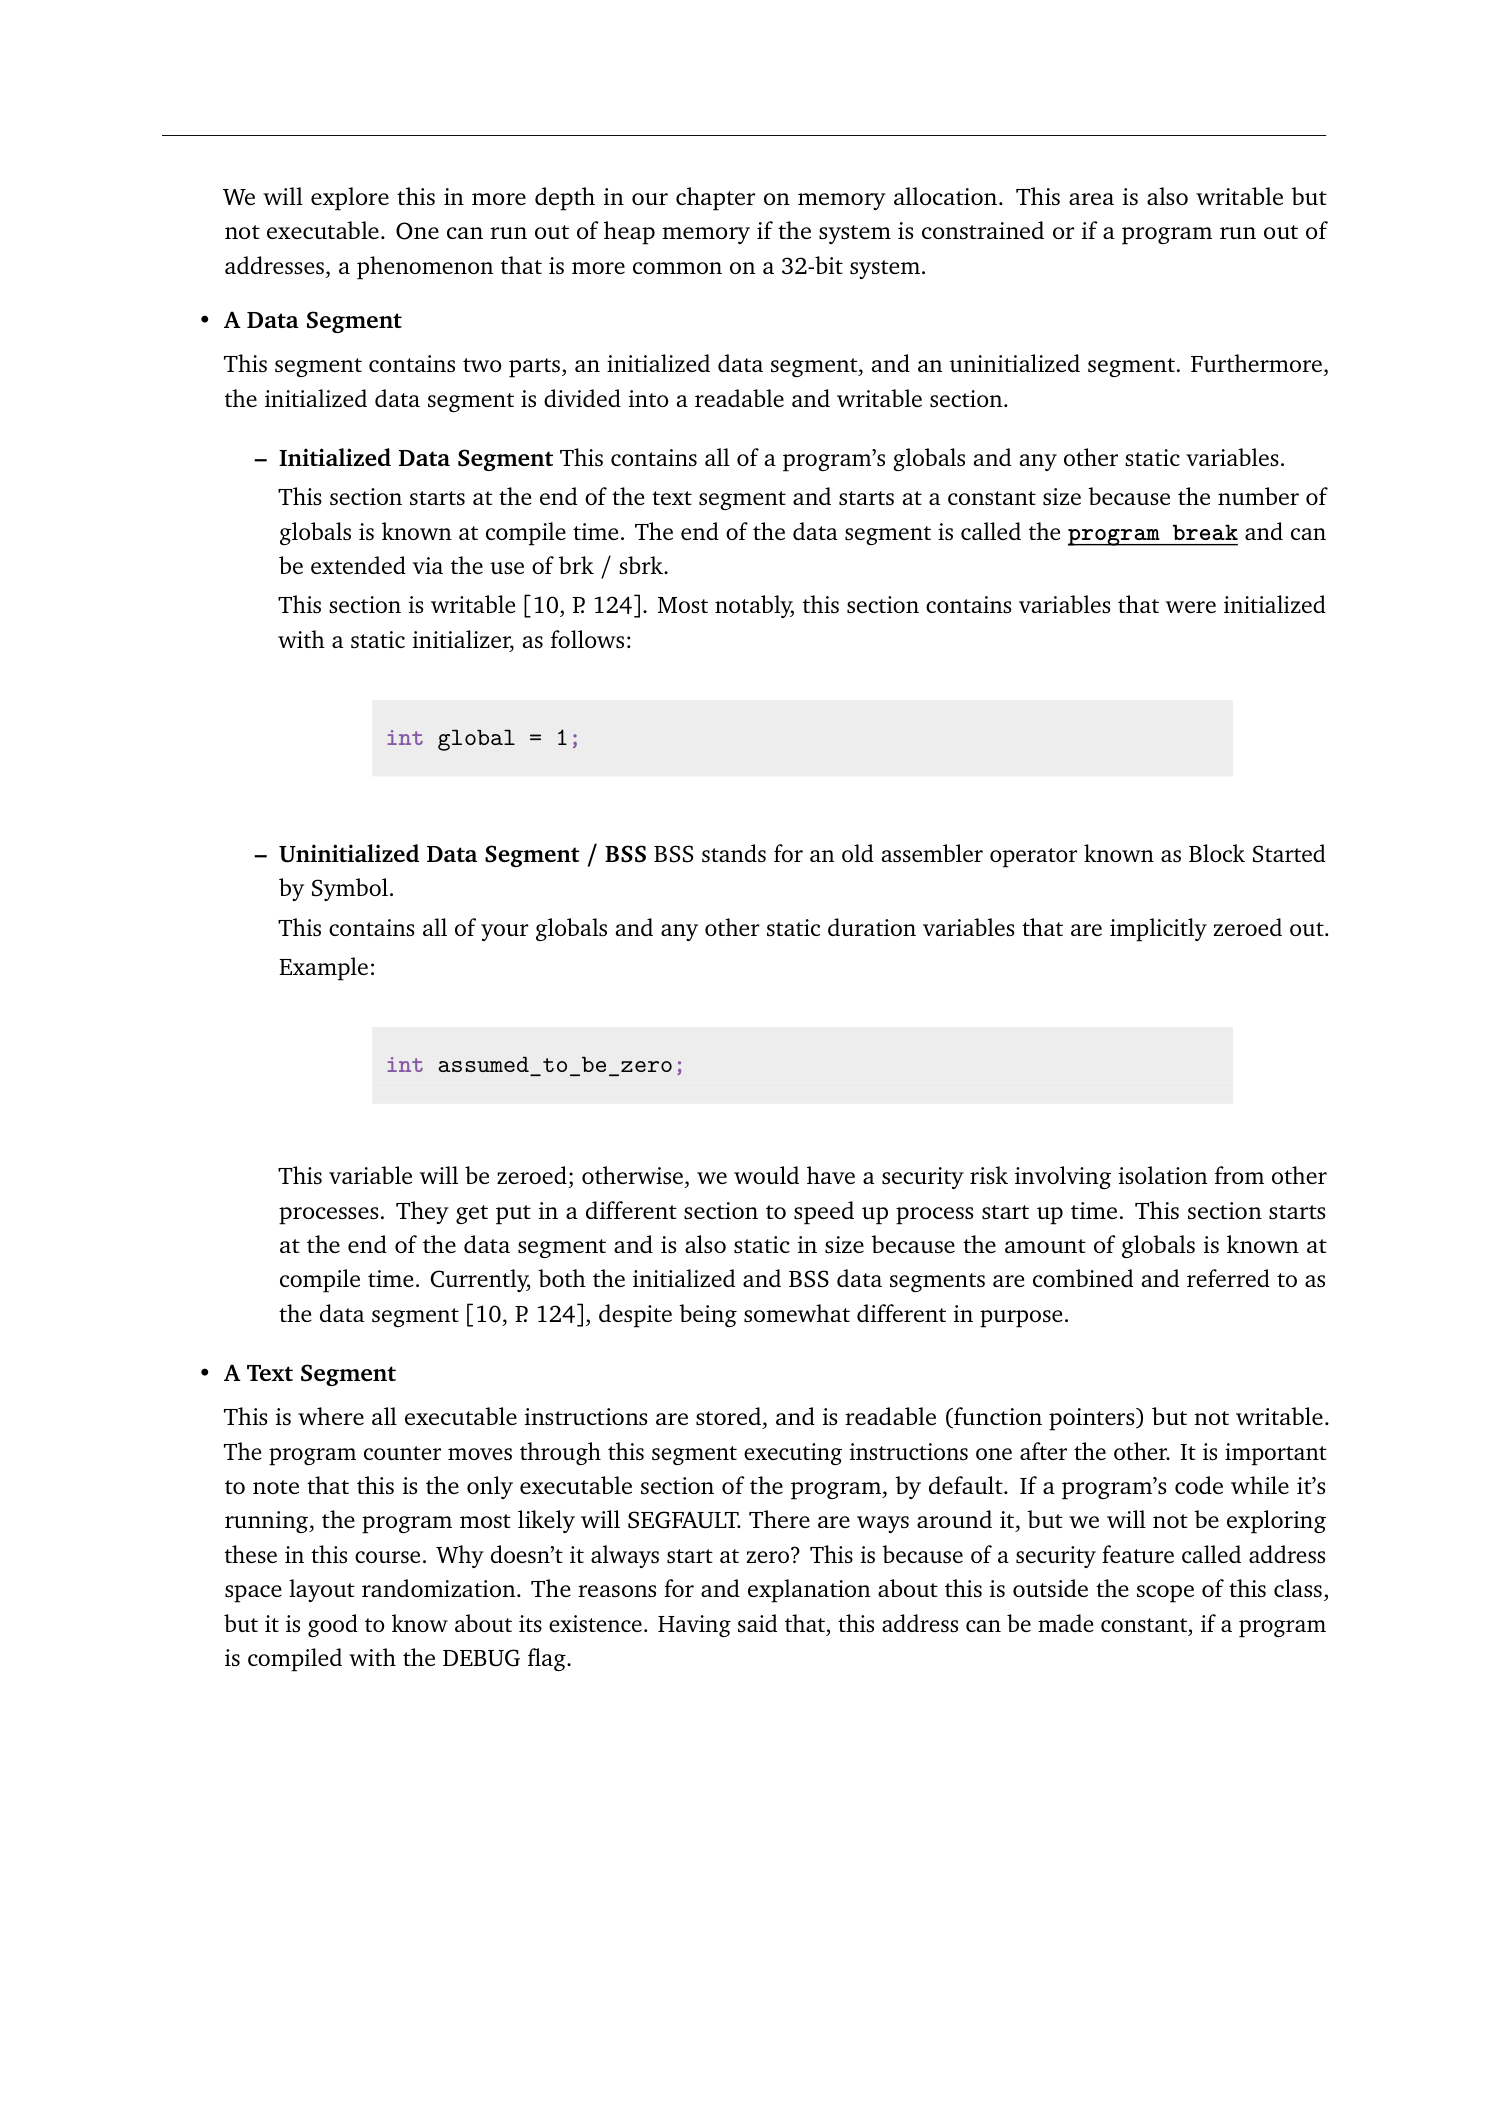 We will explore this in more depth in our chapter on memory allocation. This area is also writable but
not executable. One can run out of heap memory if the system is constrained or if a program run out of
addresses, a phenomenon that is more common on a 32-bit system.
• A Data Segment
This segment contains two parts, an initialized data segment, and an uninitialized segment. Furthermore,
the initialized data segment is divided into a readable and writable section.
– Initialized Data Segment This contains all of a program’s globals and any other static variables.
This section starts at the end of the text segment and starts at a constant size because the number of
globals is known at compile time. The end of the data segment is called the program break and can
be extended via the use of brk / sbrk.
This section is writable [10, P. 124]. Most notably, this section contains variables that were initialized
with a static initializer, as follows:
int global = 1;
– Uninitialized Data Segment / BSS BSS stands for an old assembler operator known as Block Started
by Symbol.
This contains all of your globals and any other static duration variables that are implicitly zeroed out.
Example:
int assumed_to_be_zero;
This variable will be zeroed; otherwise, we would have a security risk involving isolation from other
processes. They get put in a different section to speed up process start up time. This section starts
at the end of the data segment and is also static in size because the amount of globals is known at
compile time. Currently, both the initialized and BSS data segments are combined and referred to as
the data segment [10, P. 124], despite being somewhat different in purpose.
• A Text Segment
This is where all executable instructions are stored, and is readable (function pointers) but not writable.
The program counter moves through this segment executing instructions one after the other. It is important
to note that this is the only executable section of the program, by default. If a program’s code while it’s
running, the program most likely will SEGFAULT. There are ways around it, but we will not be exploring
these in this course. Why doesn’t it always start at zero? This is because of a security feature called address
space layout randomization. The reasons for and explanation about this is outside the scope of this class,
but it is good to know about its existence. Having said that, this address can be made constant, if a program
is compiled with the DEBUG flag.